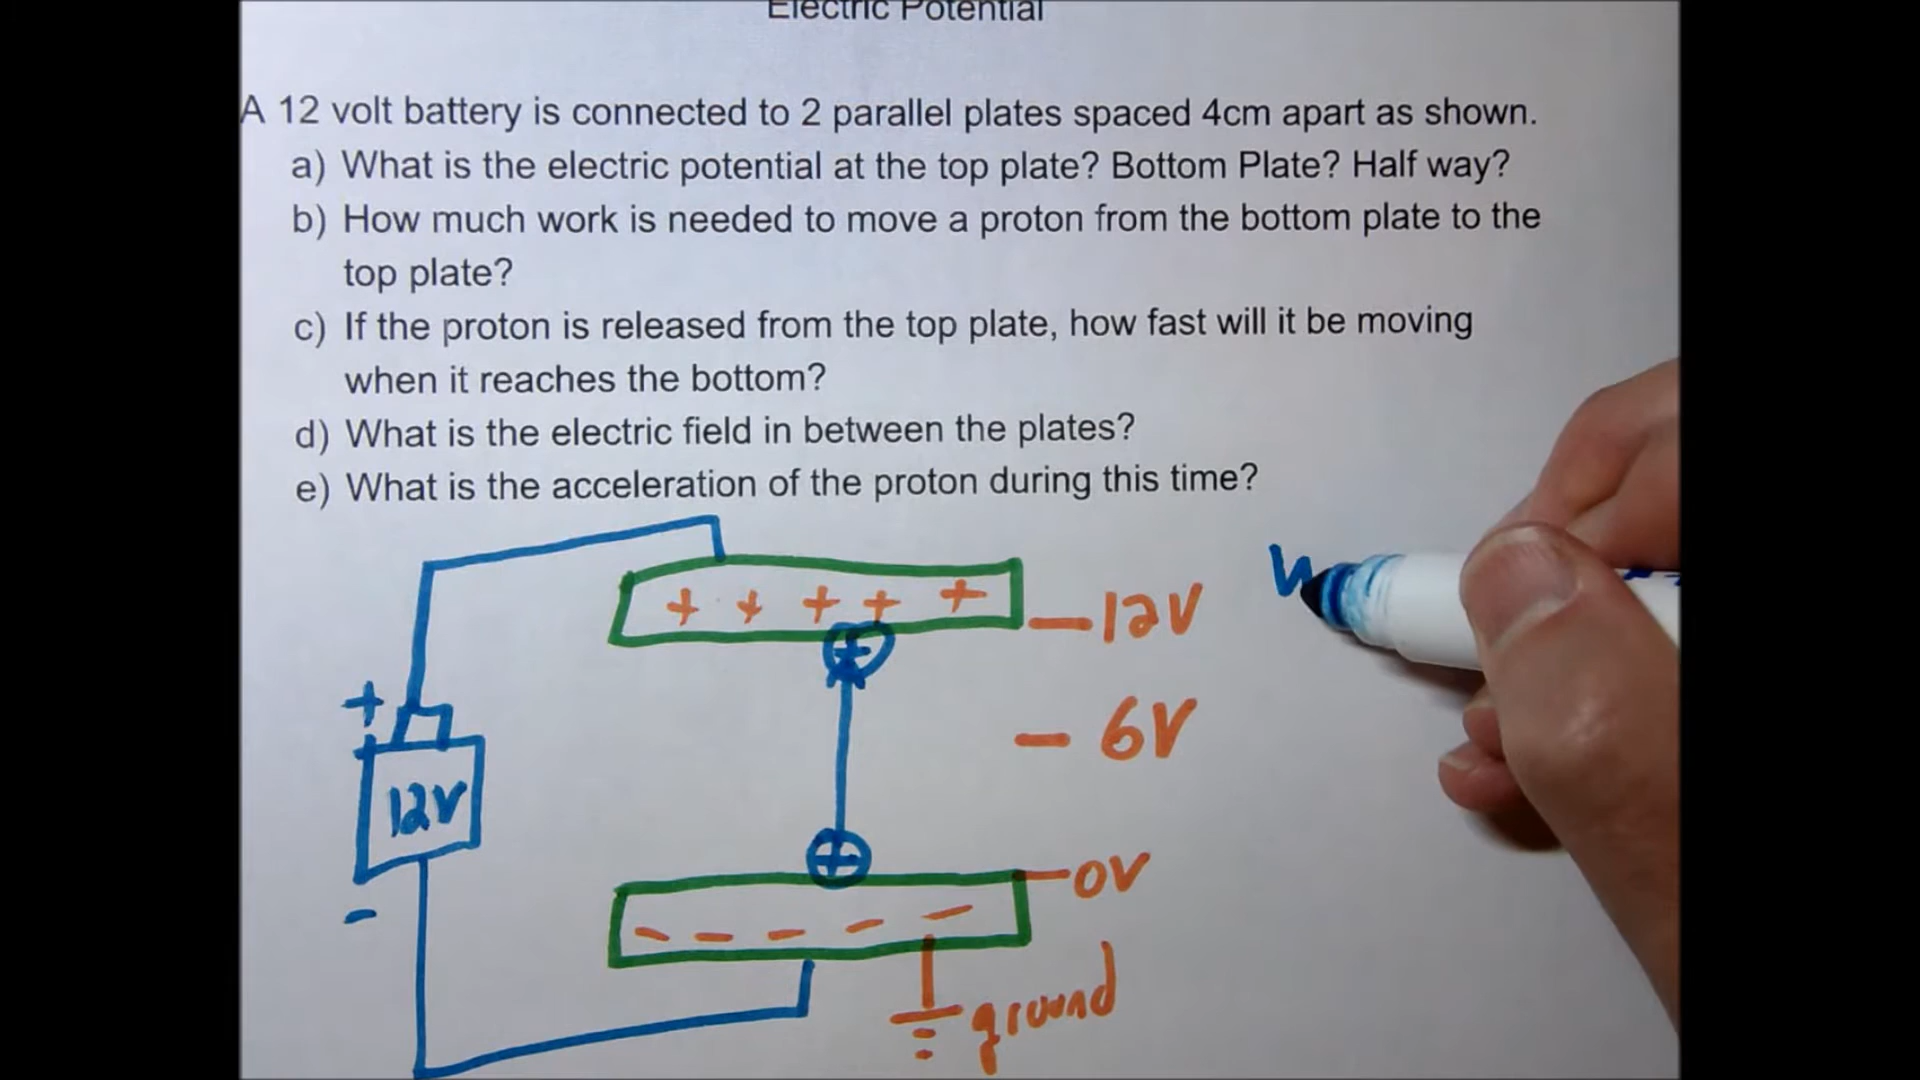 Electric Potential
A 12 volt battery is connected to 2 parallel plates spaced 4cm apart as shown.
a) What is the electric potential at the top plate? Bottom Plate? Half way?
b) How much work is needed to move a proton from the bottom plate to the
top plate?
c) If the proton is released from the top plate, how fast will it be moving
when it reaches the bottom?
d) What is the electric field in between the plates?
e) What is the acceleration of the proton during this time?
+ + + + +
- 12V
W
+
+
- 6V
12V
+
- 0V
-
- - - - -
ground